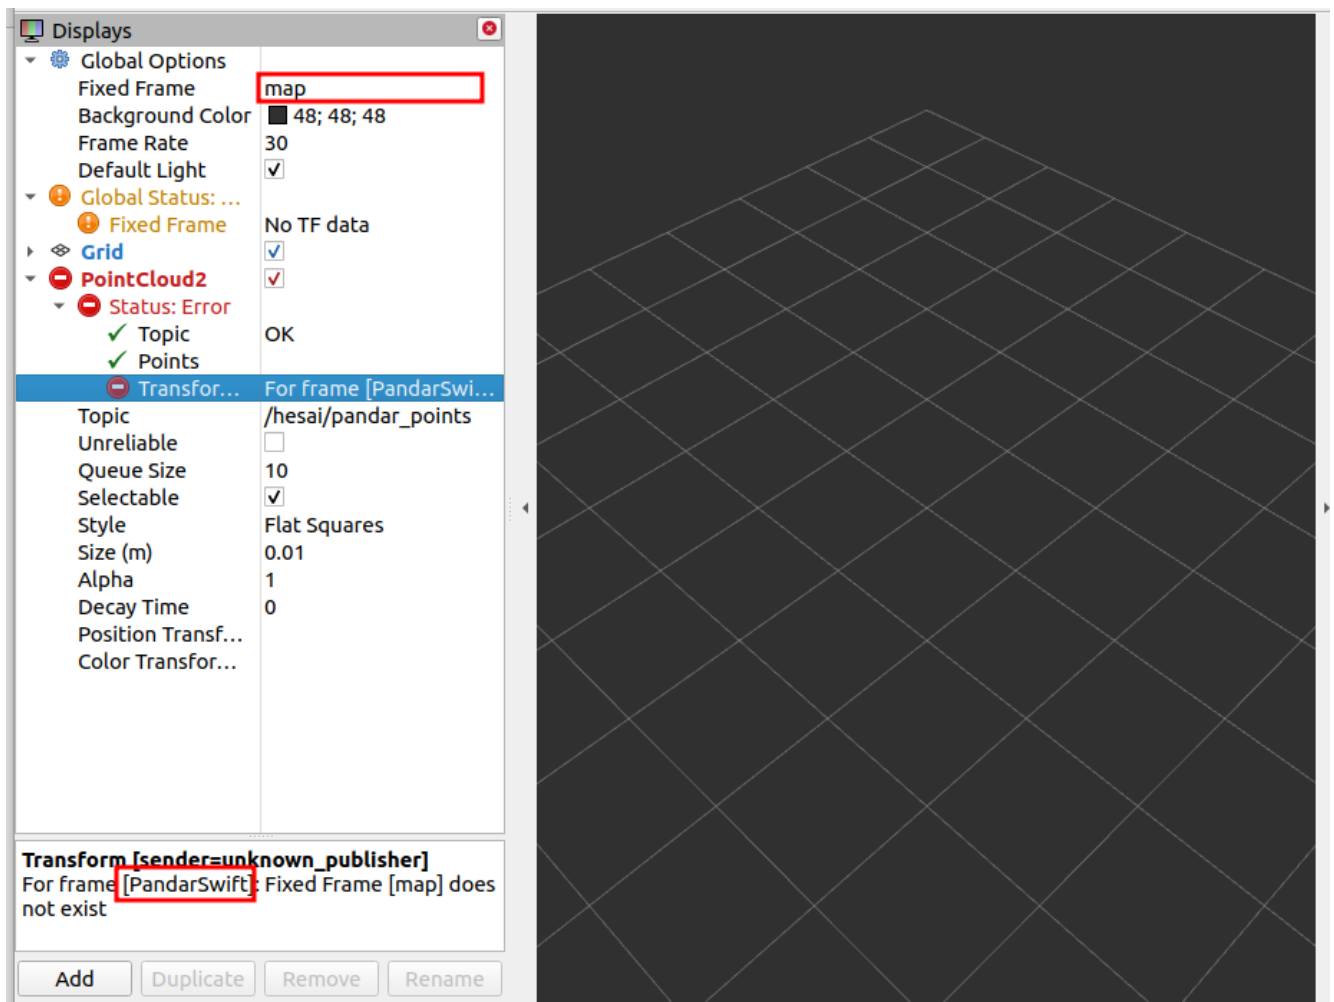 Displays
Global Options
Fixed Frame map
Background Color 48; 48; 48
Frame Rate 30
Default Light
Global Status: ...
Fixed Frame No TF data
Grid
PointCloud2
Status: Error
Topic OK
Points
Transfor... For frame [PandarSwi...
Topic /hesai/pandar_points
Unreliable
Queue Size 10
Selectable
Style Flat Squares
Size (m) 0.01
Alpha 1
Decay Time 0
Position Transf...
Color Transfor...
Transform [sender=unknown_publisher]
For frame [PandarSwift]: Fixed Frame [map] does
not exist
Add Duplicate Remove Rename